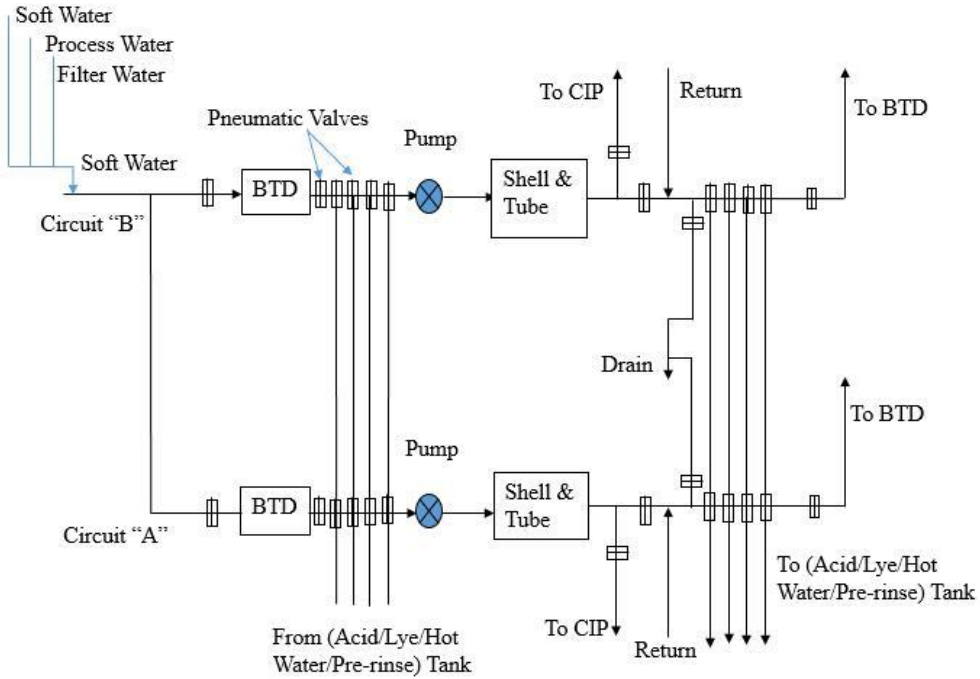 Soft Water
Process Water
Filter Water
Soft Water
Circuit “B”
Pneumatic Valves
BTD
Pump
Shell &
Tube
To CIP
Return
To BTD
Drain
To BTD
Circuit “A”
BTD
Pump
Shell &
Tube
From (Acid/Lye/Hot
Water/Pre-rinse) Tank
To CIP
Return
To (Acid/Lye/Hot
Water/Pre-rinse) Tank